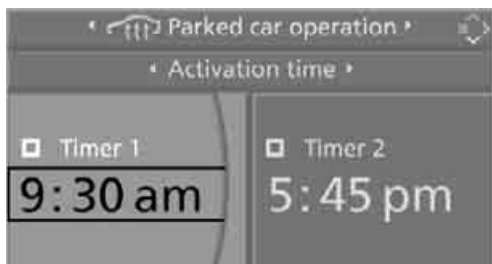 Parked car operation
Activation time
Timer 1
9:30 am
Timer 2
5:45 pm